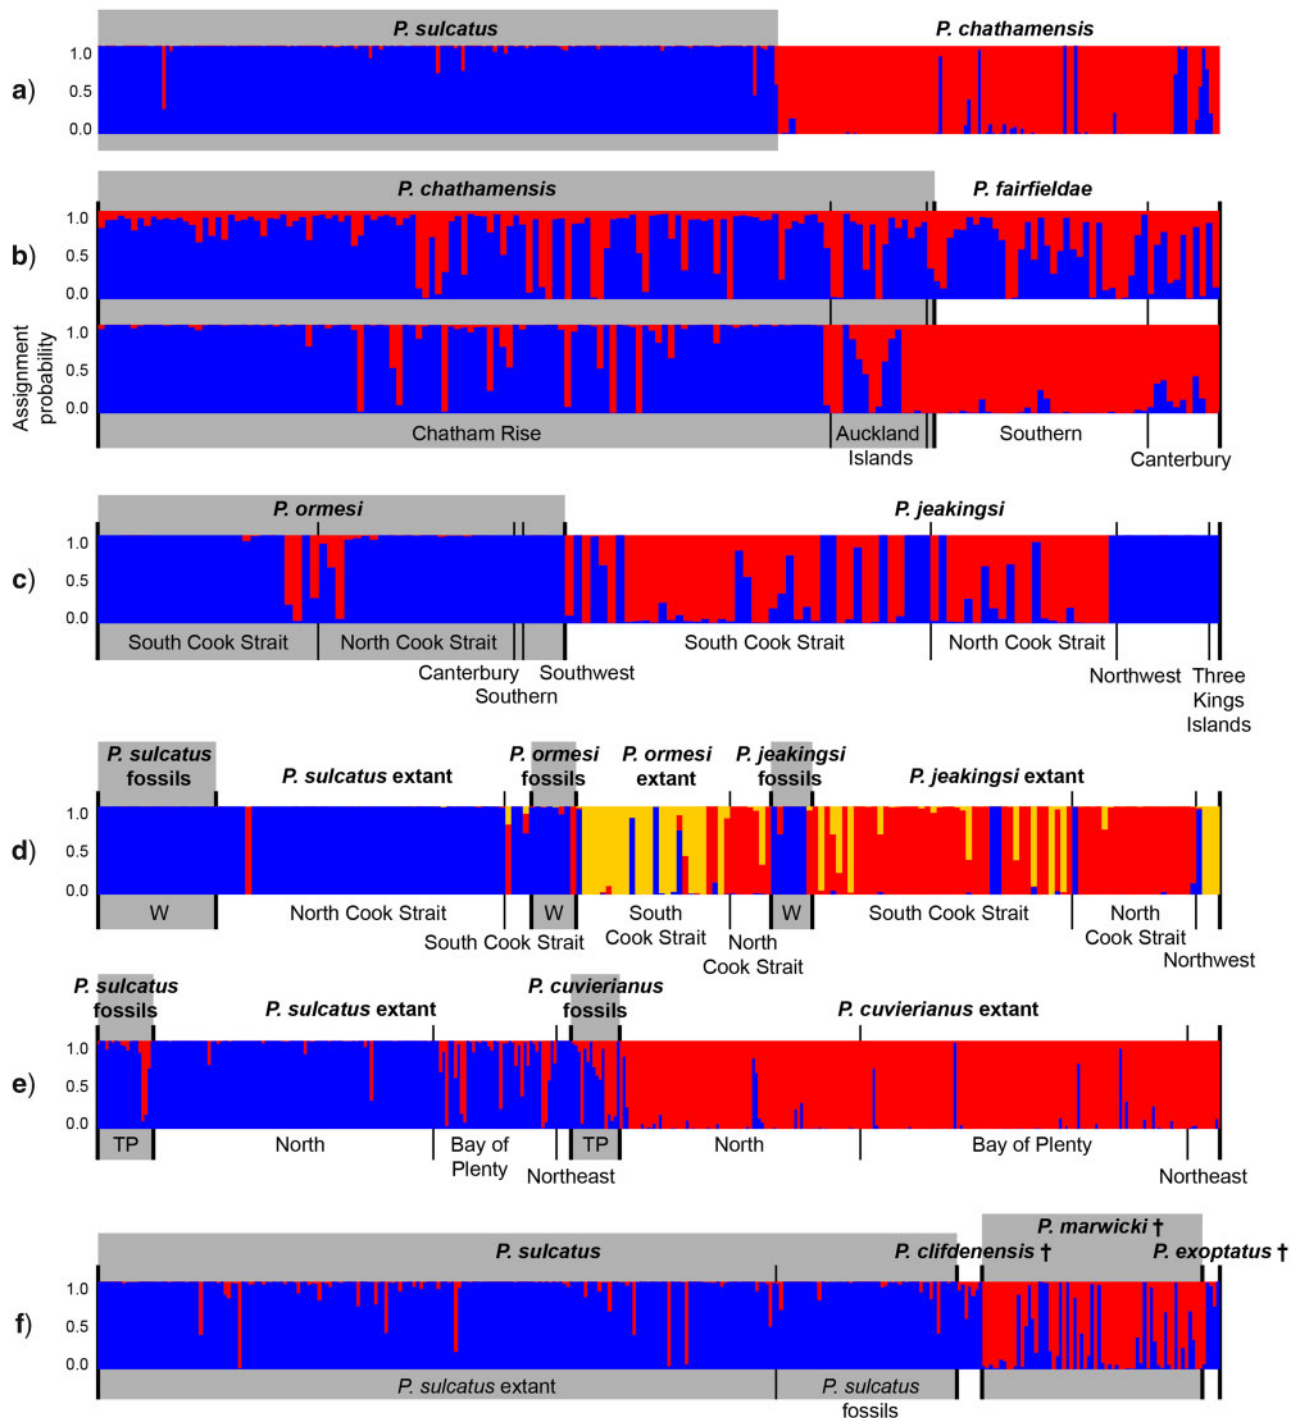 P. sulcatus
P. chathamensis
a)
1.0
0.5
0.0
P. chathamensis
P. fairfieldae
b)
1.0
0.5
0.0
Assignment
probability
1.0
0.5
0.0
Chatham Rise
Auckland
Islands
Southern
Canterbury
P. ormesi
P. jeakingsi
c)
1.0
0.5
0.0
South Cook Strait
North Cook Strait
Canterbury
Southern
Southwest
South Cook Strait
North Cook Strait
Northwest
Three
Kings
Islands
P. sulcatus
fossils
P. sulcatus extant
P. ormesi
fossils
P. ormesi
extant
P. jeakingsi
fossils
P. jeakingsi extant
d)
1.0
0.5
0.0
W
North Cook Strait
South Cook Strait
W
South
Cook Strait
North
Cook Strait
W
South Cook Strait
North
Cook Strait
Northwest
P. sulcatus
fossils
P. sulcatus extant
P. cuvierianus
fossils
P. cuvierianus extant
e)
1.0
0.5
0.0
TP
North
Bay of
Plenty
Northeast
TP
North
Bay of Plenty
Northeast
P. sulcatus
P. clifdenensis †
P. marwicki †
P. exoptatus †
f)
1.0
0.5
0.0
P. sulcatus extant
P. sulcatus
fossils